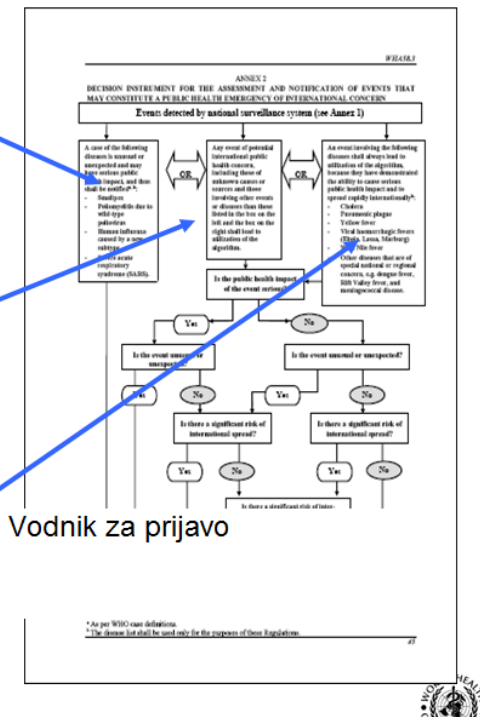 WHA58.3
ANNEX 2
DECISION INSTRUMENT FOR THE ASSESSMENT AND NOTIFICATION OF EVENTS THAT
MAY CONSTITUTE A PUBLIC HEALTH EMERGENCY OF INTERNATIONAL CONCERN
Events detected by national surveillance system (see Annex 1)
A case of the following
diseases is unusual or
unexpected and may
have serious public
impact, and thus
shall be notified a, b:
- Smallpox
- Poliomyelitis due to
wild-type
poliovirus
- Human influenza
caused by a new
subtype
acute
respiratory
syndrome (SARS).
OR
Any event of potential
international public
health concern,
including those of
unknown causes or
sources and those
involving other events
or diseases than those
listed in the box on the
left and the box on the
right shall lead to
utilization of the
algorithm.
OR
An event involving the following
diseases shall always lead to
utilization of the algorithm,
because they have demonstrated
the ability to cause serious
public health impact and to
spread rapidly internationally b:
- Cholera
- Pneumonic plague
- Yellow fever
- Viral haemorrhagic fevers
(Ebola, Lassa, Marburg)
Nile fever
- Other diseases that are of
special national or regional
concern, e.g. dengue fever,
Rift Valley fever, and
meningococcal disease.
Is the public health impact
of the event serious?
Yes
No
Is the event unusual or
unexpected?
Is the event unusual or unexpected?
Yes
No
Yes
No
Is there a significant risk of
international spread?
Is there a significant risk of
international spread?
Yes
No
Yes
No
Is there a significant risk of inter-
Vodnik za prijavo
a As per WHO case definitions.
b The disease list shall be used only for the purposes of these Regulations.